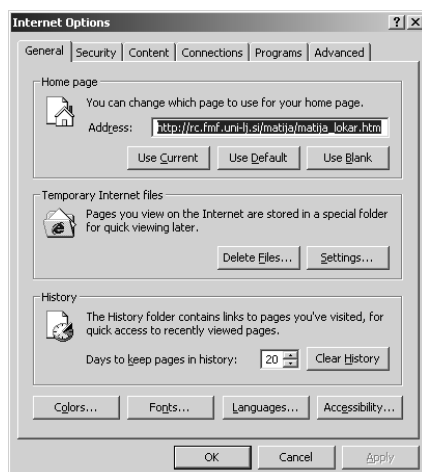 Internet Options
General Security Content Connections Programs Advanced
Home page
You can change which page to use for your home page.
Address: http://rc.fmf.uni-lj.si/matija/matija_lokar.htm
Use Current Use Default Use Blank
Temporary Internet files
Pages you view on the Internet are stored in a special folder
for quick viewing later.
Delete Files... Settings...
History
The History folder contains links to pages you've visited, for
quick access to recently viewed pages.
Days to keep pages in history: 20 Clear History
Colors... Fonts... Languages... Accessibility...
OK Cancel Apply